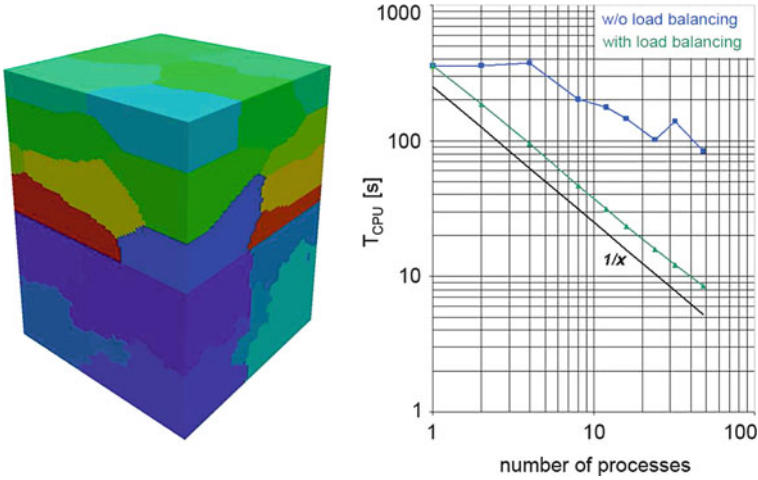 1000
w/o load balancing
with load balancing
100
T_CPU [s]
1/x
10
1
1
10
100
number of processes